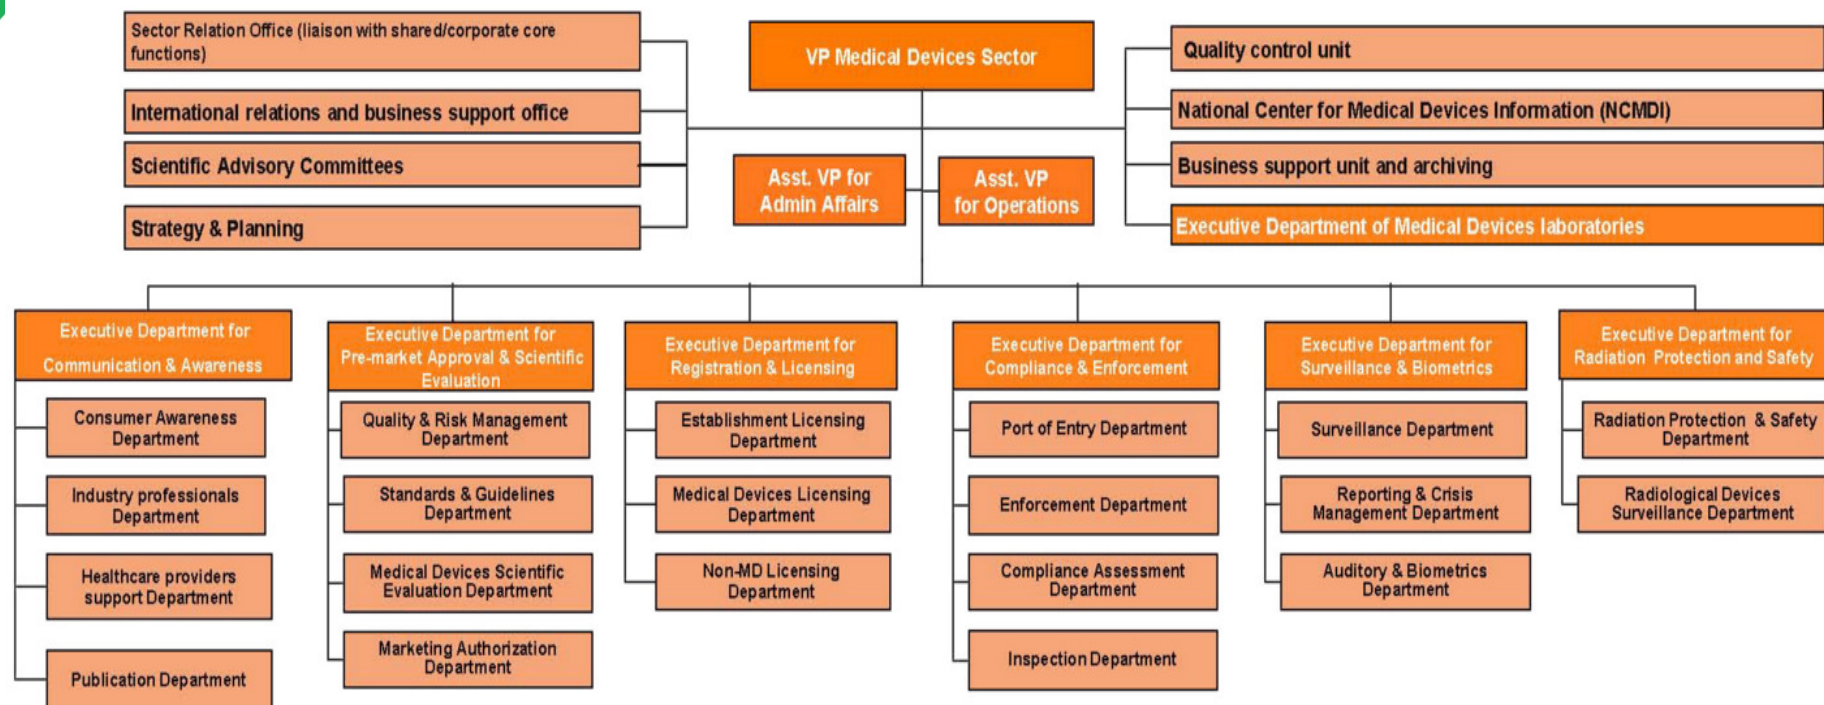 Sector Relation Office (liaison with shared/corporate core
functions)
International relations and business support office
Scientific Advisory Committees
Strategy & Planning
VP Medical Devices Sector
Asst. VP for
Admin Affairs
Asst. VP
for Operations
Quality control unit
National Center for Medical Devices Information (NCMDI)
Business support unit and archiving
Executive Department of Medical Devices laboratories
Executive Department for
Communication & Awareness
Consumer Awareness
Department
Industry professionals
Department
Healthcare providers
support Department
Publication Department
Executive Department for
Pre-market Approval & Scientific
Evaluation
Quality & Risk Management
Department
Standards & Guidelines
Department
Medical Devices Scientific
Evaluation Department
Marketing Authorization
Department
Executive Department for
Registration & Licensing
Establishment Licensing
Department
Medical Devices Licensing
Department
Non-MD Licensing
Department
Executive Department for
Compliance & Enforcement
Port of Entry Department
Enforcement Department
Compliance Assessment
Department
Inspection Department
Executive Department for
Surveillance & Biometrics
Surveillance Department
Reporting & Crisis
Management Department
Auditory & Biometrics
Department
Executive Department for
Radiation Protection and Safety
Radiation Protection & Safety
Department
Radiological Devices
Surveillance Department